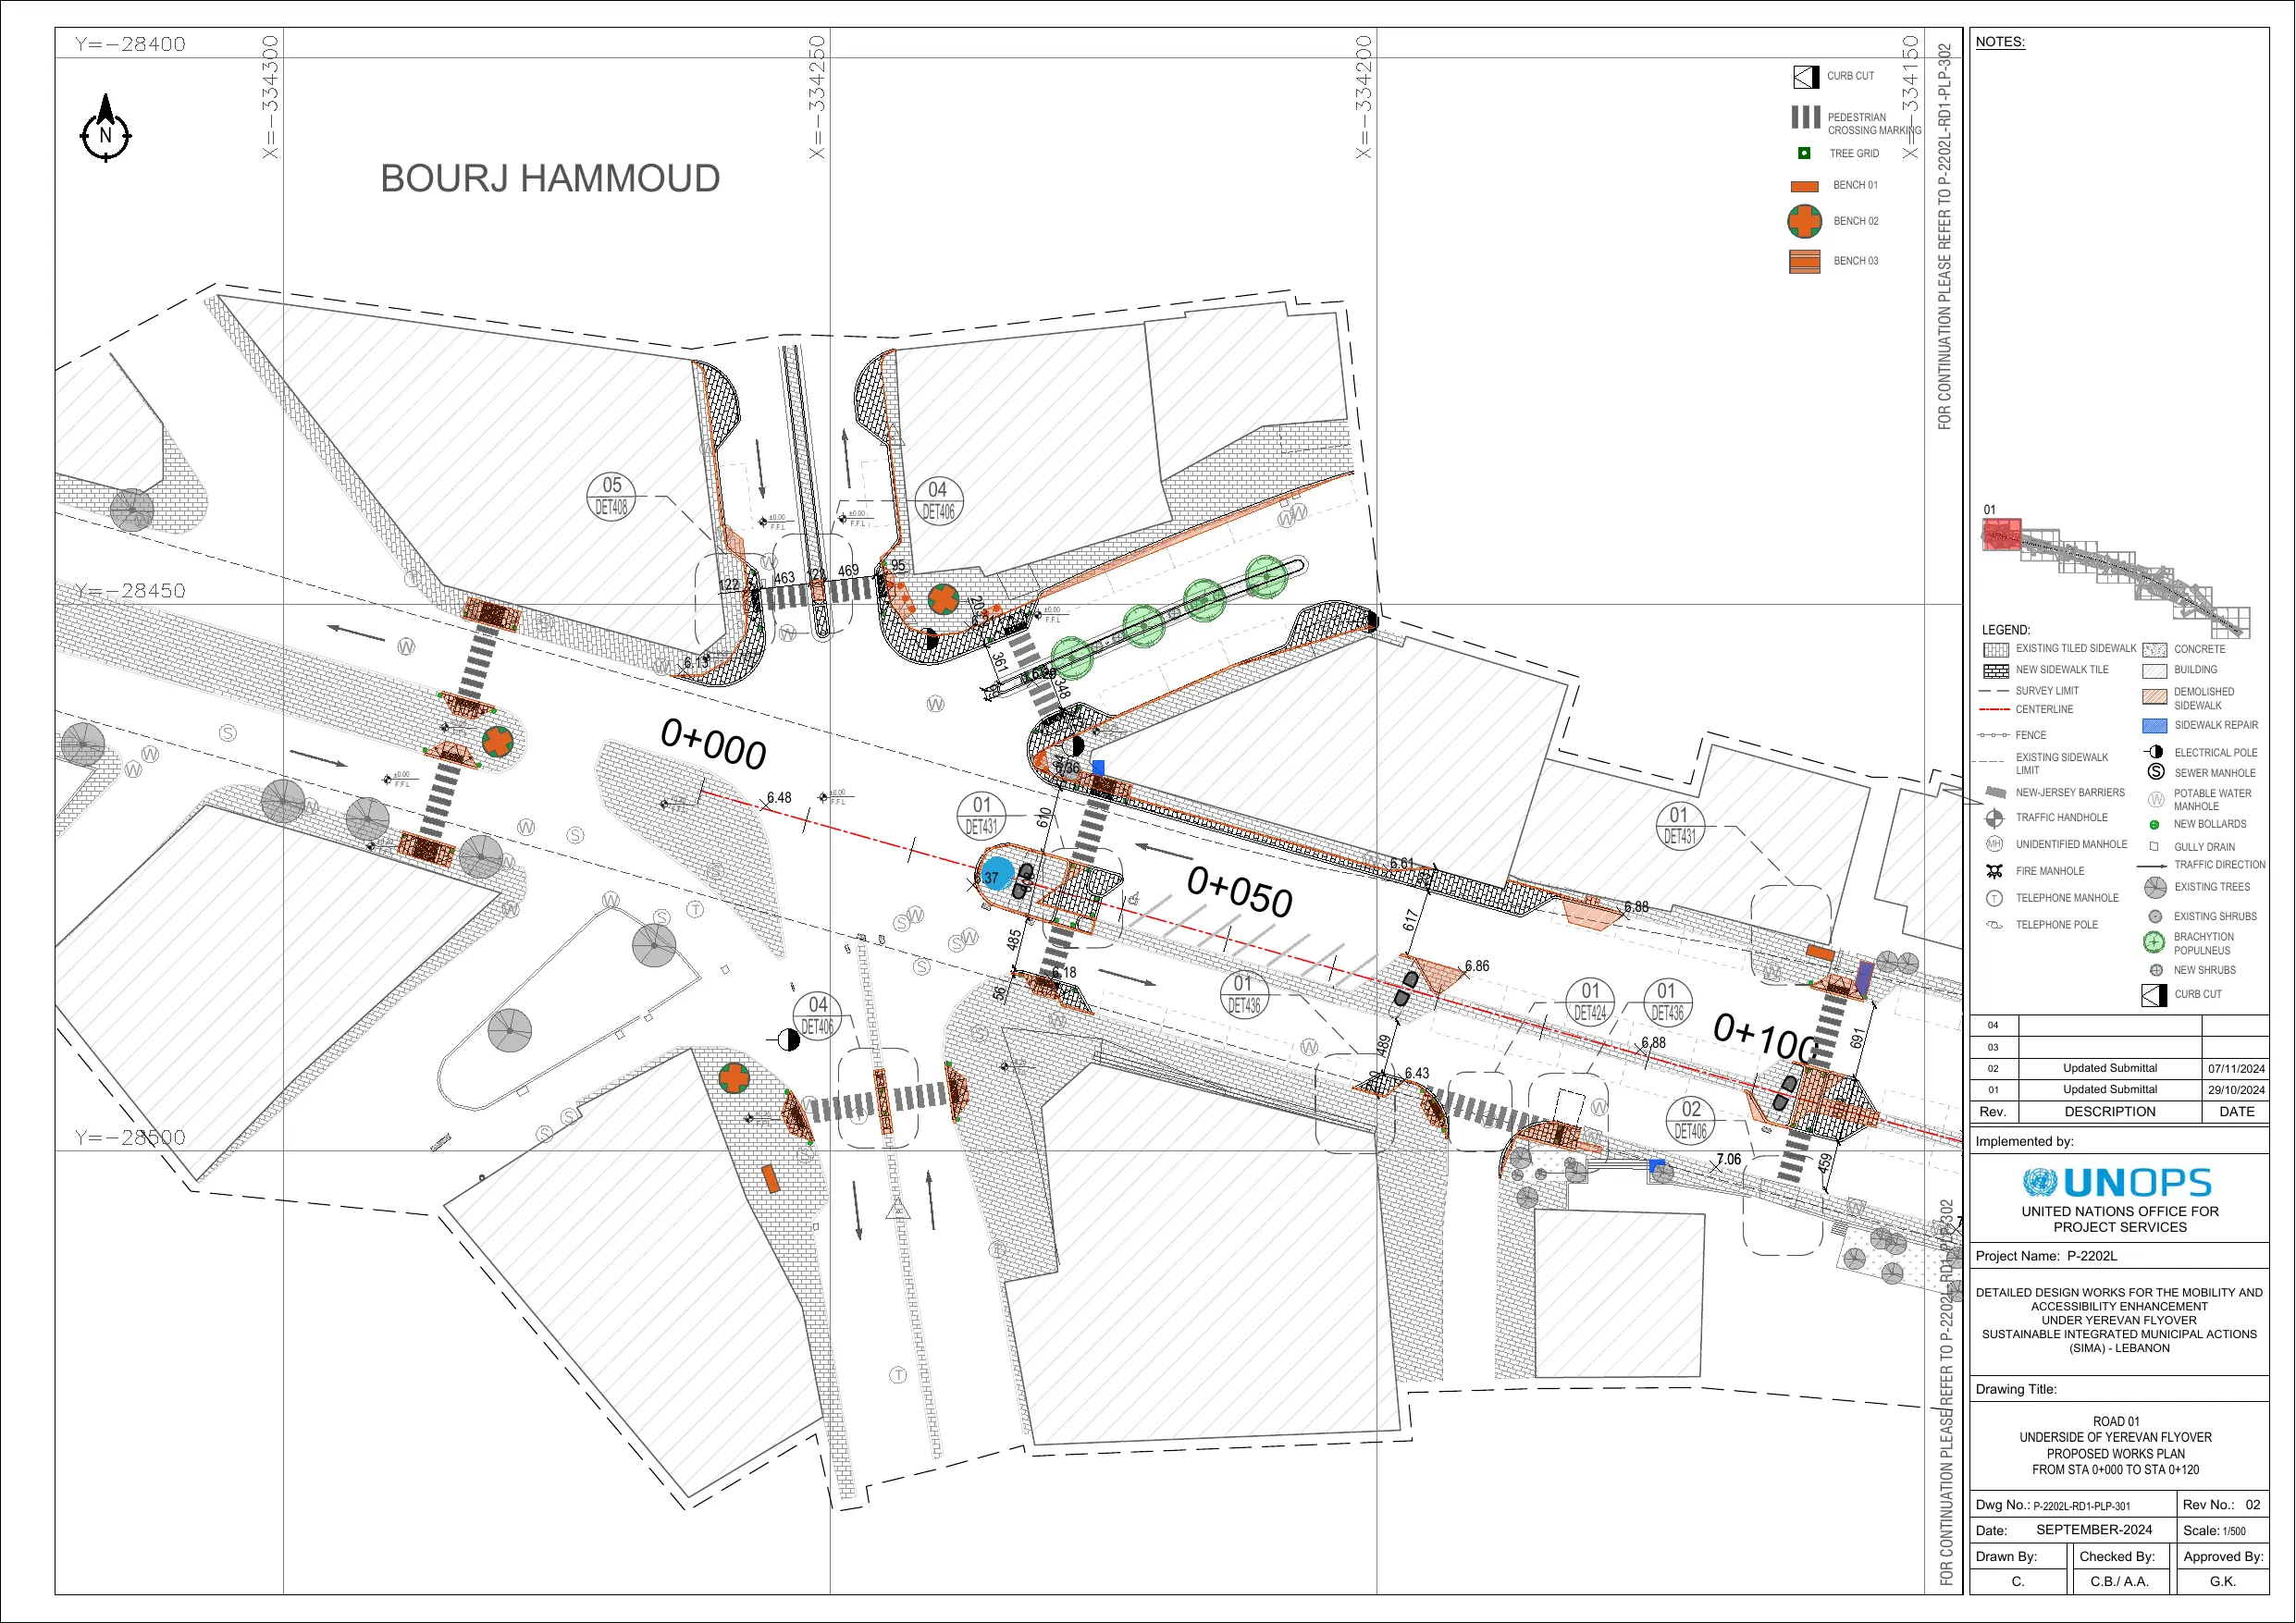 Y=-28400
X=-334300
X=-334250
X=-334200
X=-334150
N
BOURJ HAMMOUD
CURB CUT
PEDESTRIAN
CROSSING MARKING
TREE GRID
BENCH 01
BENCH 02
BENCH 03
FOR CONTINUATION PLEASE REFER TO P-2202L-RD1-PLP-302
05
DET408
04
DET406
Y=-28450
122
463
469
95
361
348
6.13
0+000
6.48
01
DET431
610
6.37
0+050
6.61
617
6.88
01
DET431
485
6.18
56
6.86
01
DET436
01
DET424
01
DET436
0+100
691
6.88
489
6.43
04
DET406
02
DET406
7.06
459
Y=-28500
FOR CONTINUATION PLEASE REFER TO P-2202L-RD1-PLP-302
NOTES:
01
LEGEND:
EXISTING TILED SIDEWALK
NEW SIDEWALK TILE
SURVEY LIMIT
CENTERLINE
FENCE
EXISTING SIDEWALK
LIMIT
NEW-JERSEY BARRIERS
TRAFFIC HANDHOLE
UNIDENTIFIED MANHOLE
FIRE MANHOLE
TELEPHONE MANHOLE
TELEPHONE POLE
CONCRETE
BUILDING
DEMOLISHED
SIDEWALK
SIDEWALK REPAIR
ELECTRICAL POLE
SEWER MANHOLE
POTABLE WATER
MANHOLE
NEW BOLLARDS
GULLY DRAIN
TRAFFIC DIRECTION
EXISTING TREES
EXISTING SHRUBS
BRACHYTION
POPULNEUS
NEW SHRUBS
CURB CUT
04
03
02 Updated Submittal 07/11/2024
01 Updated Submittal 29/10/2024
Rev. DESCRIPTION DATE
Implemented by:
UNOPS
UNITED NATIONS OFFICE FOR
PROJECT SERVICES
Project Name: P-2202L
DETAILED DESIGN WORKS FOR THE MOBILITY AND
ACCESSIBILITY ENHANCEMENT
UNDER YEREVAN FLYOVER
SUSTAINABLE INTEGRATED MUNICIPAL ACTIONS
(SIMA) - LEBANON
Drawing Title:
ROAD 01
UNDERSIDE OF YEREVAN FLYOVER
PROPOSED WORKS PLAN
FROM STA 0+000 TO STA 0+120
Dwg No.: P-2202L-RD1-PLP-301 Rev No.: 02
Date: SEPTEMBER-2024 Scale: 1/500
Drawn By: Checked By: Approved By:
C. C.B./ A.A. G.K.